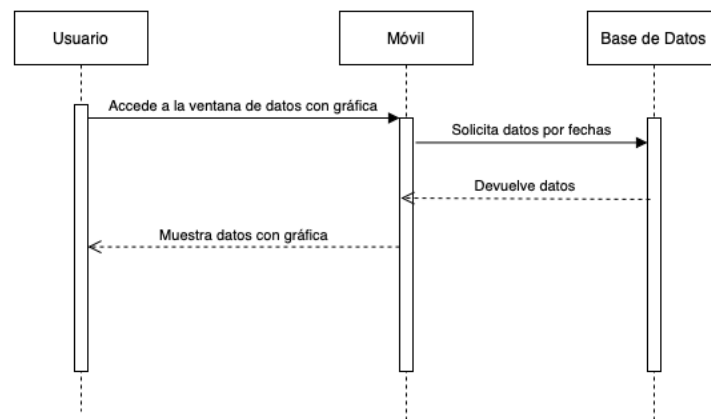 Usuario
Móvil
Base de Datos
Accede a la ventana de datos con gráfica
Solicita datos por fechas
Devuelve datos
Muestra datos con gráfica